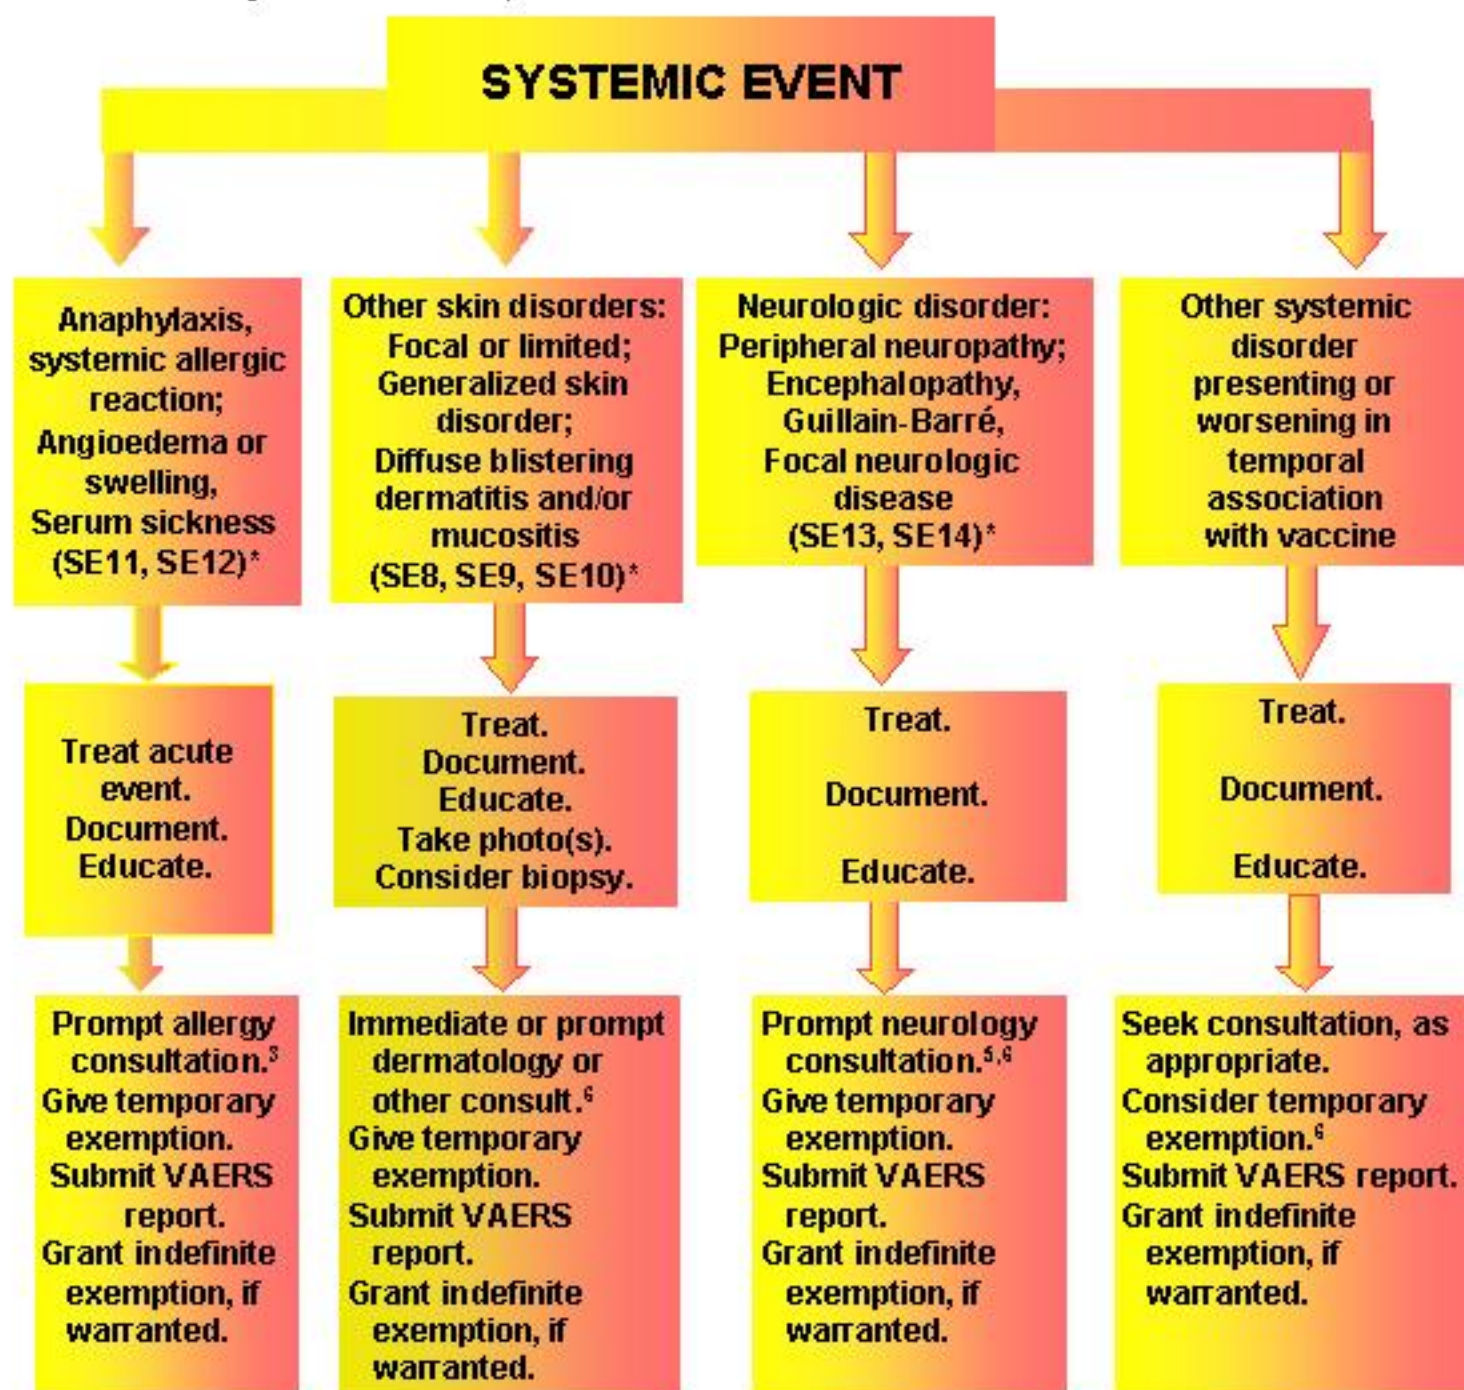 SYSTEMIC EVENT
Anaphylaxis,
systemic allergic
reaction;
Angioedema or
swelling,
Serum sickness
(SE11, SE12)*
Other skin disorders:
Focal or limited;
Generalized skin
disorder;
Diffuse blistering
dermatitis and/or
mucositis
(SE8, SE9, SE10)*
Neurologic disorder:
Peripheral neuropathy;
Encephalopathy,
Guillain-Barré,
Focal neurologic
disease
(SE13, SE14)*
Other systemic
disorder
presenting or
worsening in
temporal
association
with vaccine
Treat acute
event.
Document.
Educate.
Treat.
Document.
Educate.
Take photo(s).
Consider biopsy.
Treat.
Document.
Educate.
Treat.
Document.
Educate.
Prompt allergy
consultation.³
Give temporary
exemption.
Submit VAERS
report.
Grant indefinite
exemption, if
warranted.
Immediate or prompt
dermatology or
other consult.⁶
Give temporary
exemption.
Submit VAERS
report.
Grant indefinite
exemption, if
warranted.
Prompt neurology
consultation.⁵,⁶
Give temporary
exemption.
Submit VAERS
report.
Grant indefinite
exemption, if
warranted.
Seek consultation, as
appropriate.
Consider temporary
exemption.⁶
Submit VAERS report.
Grant indefinite
exemption, if
warranted.